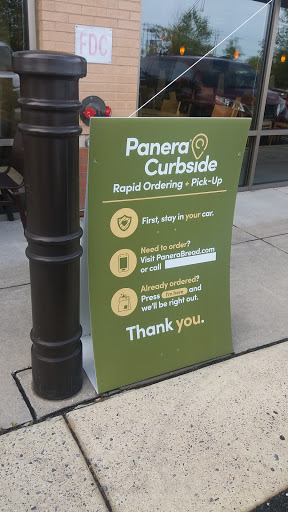 FDC
Panera
Curbside
Rapid Ordering + Pick-Up
First, stay in your car.
Need to order?
Visit PaneraBread.com
or call
Already ordered?
Press I'm here and
we'll be right out.
Thank you.